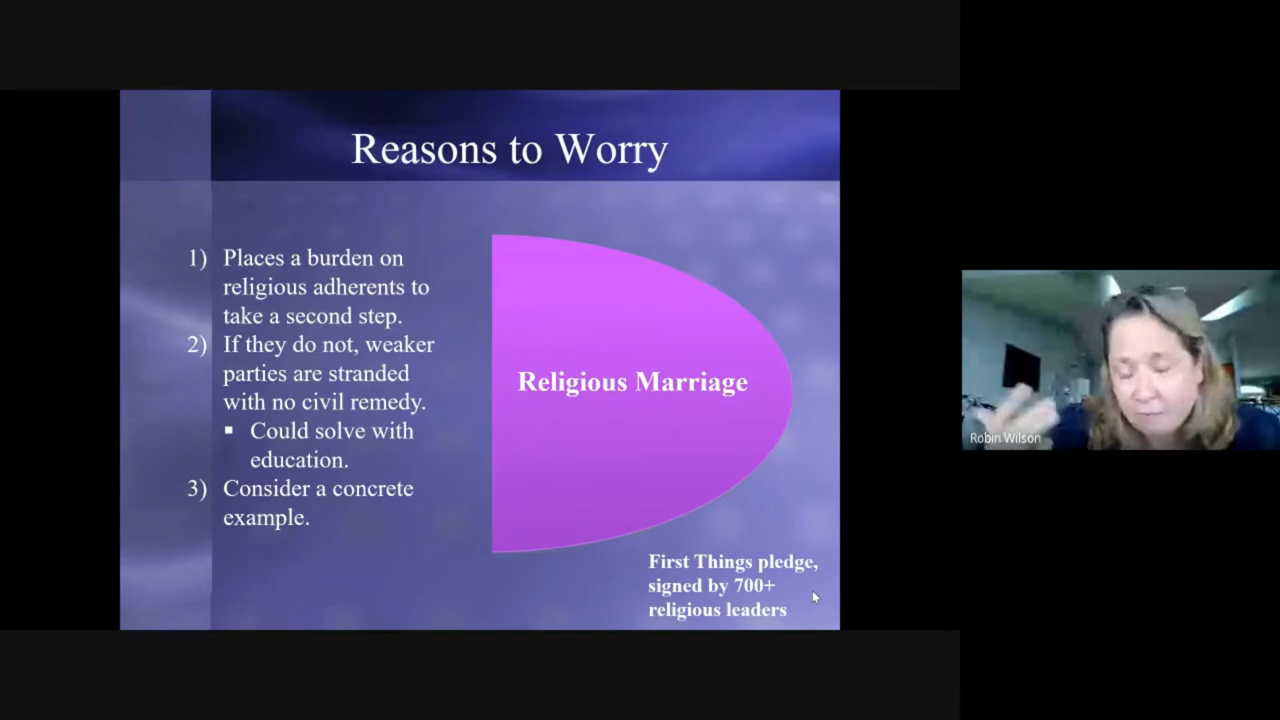 Reasons to Worry
1) Places a burden on
religious adherents to
take a second step.
2) If they do not, weaker
parties are stranded
with no civil remedy.
▪ Could solve with
education.
3) Consider a concrete
example.
Religious Marriage
First Things pledge,
signed by 700+
religious leaders
Robin Wilson